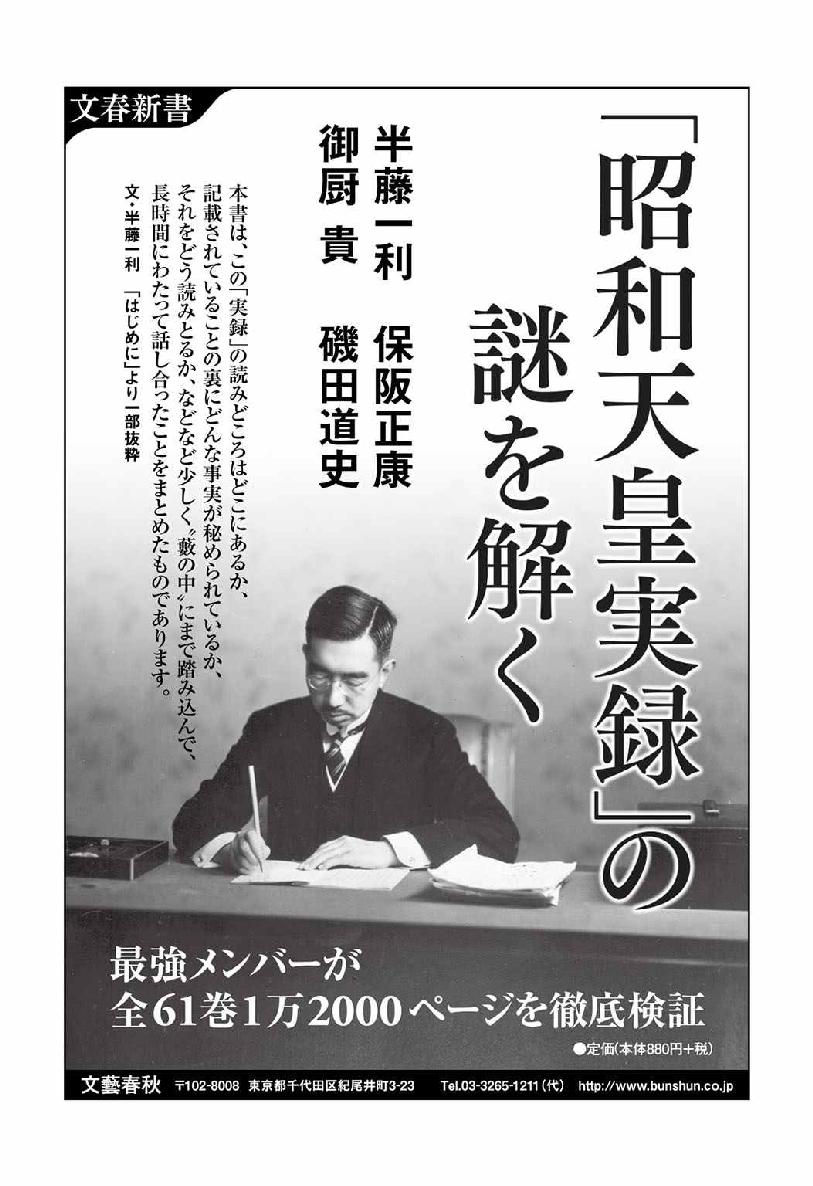 文春新書
「昭和天皇実録」の
謎を解く
半藤一利　保阪正康
御厨 貴　磯田道史
本書は、この「実録」の読みどころはどこにあるか、
記載されていることの裏にどんな事実が秘められているか、
それをどう読みとるか、などなど少しく〝藪の中〟にまで踏み込んで、
長時間にわたって話し合ったことをまとめたものであります。
文・半藤一利　「はじめに」より一部抜粋
最強メンバーが
全61巻1万2000ページを徹底検証
●定価(本体880円+税)
文藝春秋　〒102-8008　東京都千代田区紀尾井町3-23　Tel.03-3265-1211(代)　http://www.bunshun.co.jp